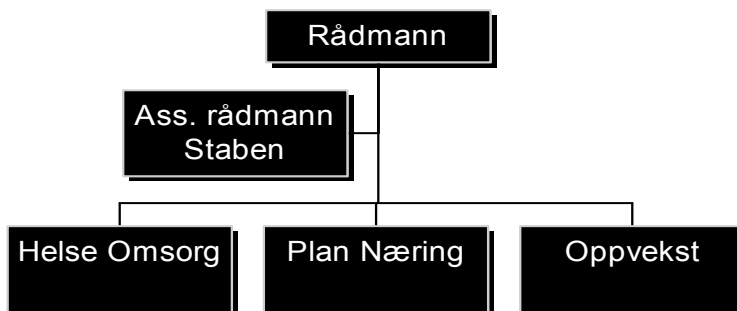 Rådmann
Ass. rådmann
Staben
Helse Omsorg
Plan Næring
Oppvekst